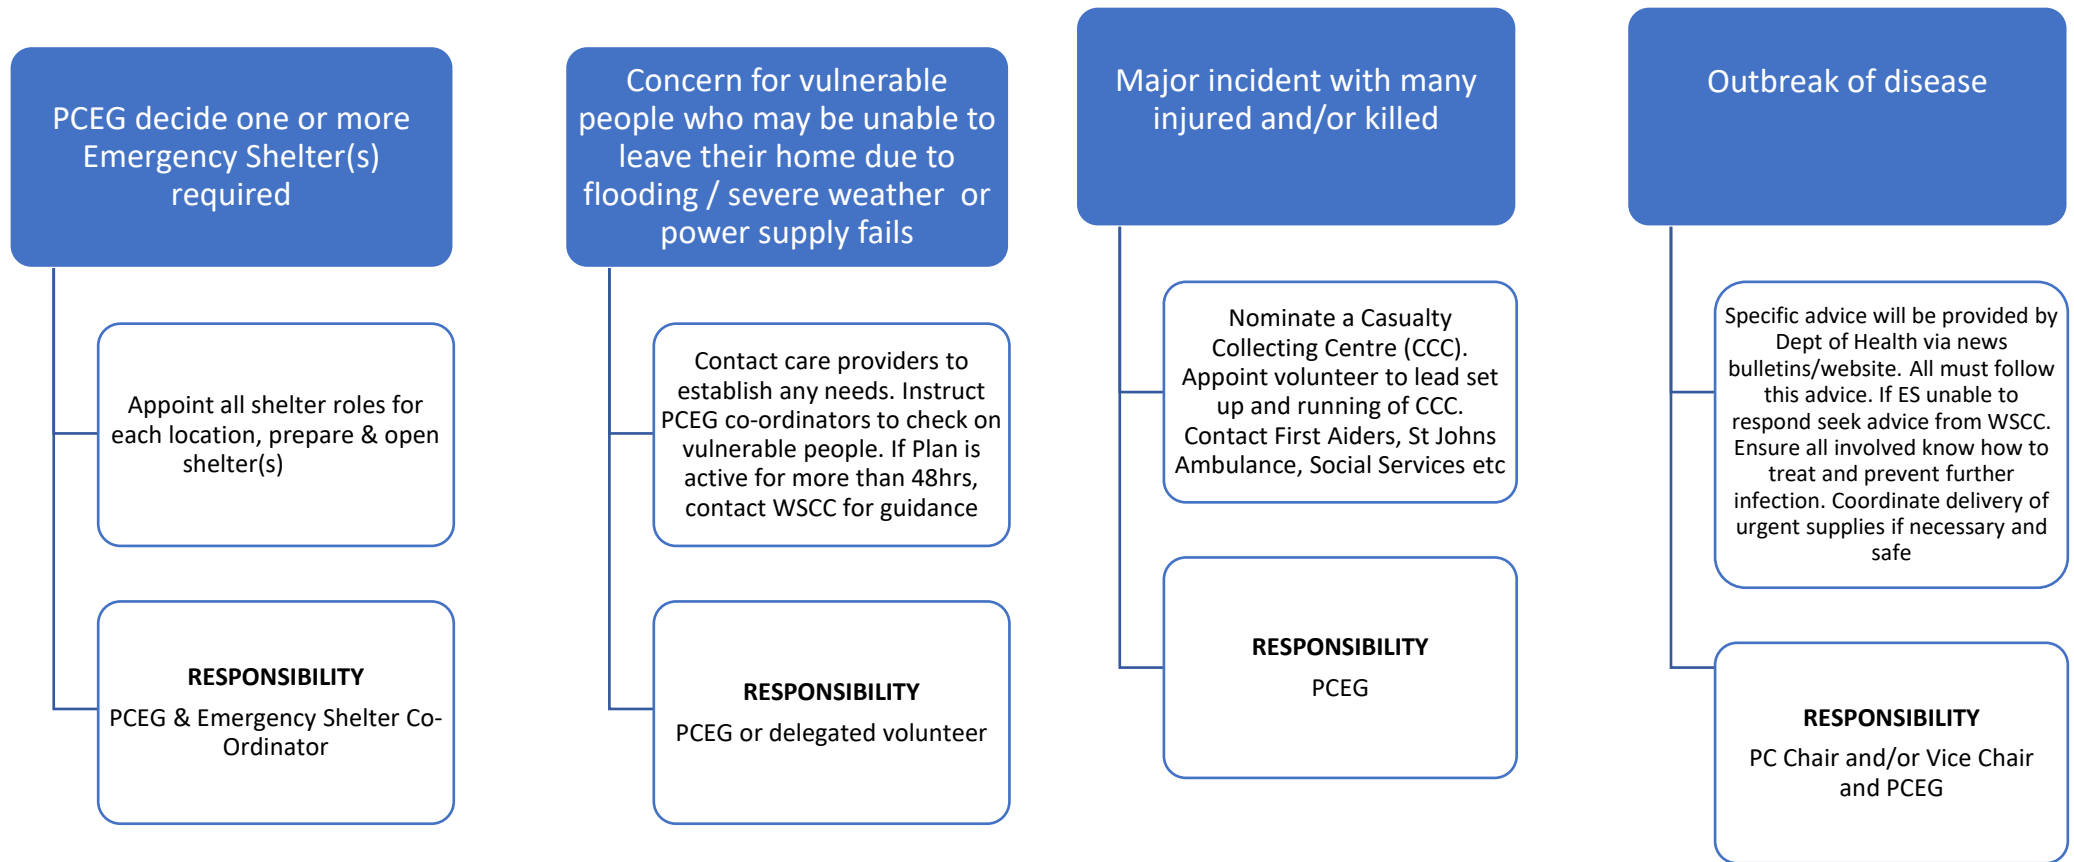 PCEG decide one or more
Emergency Shelter(s)
required
Appoint all shelter roles for
each location, prepare & open
shelter(s)
RESPONSIBILITY
PCEG & Emergency Shelter Co-
Ordinator
Concern for vulnerable
people who may be unable to
leave their home due to
flooding / severe weather or
power supply fails
Contact care providers to
establish any needs. Instruct
PCEG co-ordinators to check on
vulnerable people. If Plan is
active for more than 48hrs,
contact WSCC for guidance
RESPONSIBILITY
PCEG or delegated volunteer
Major incident with many
injured and/or killed
Nominate a Casualty
Collecting Centre (CCC).
Appoint volunteer to lead set
up and running of CCC.
Contact First Aiders, St Johns
Ambulance, Social Services etc
RESPONSIBILITY
PCEG
Outbreak of disease
Specific advice will be provided by
Dept of Health via news
bulletins/website. All must follow
this advice. If ES unable to
respond seek advice from WSCC.
Ensure all involved know how to
treat and prevent further
infection. Coordinate delivery of
urgent supplies if necessary and
safe
RESPONSIBILITY
PC Chair and/or Vice Chair
and PCEG